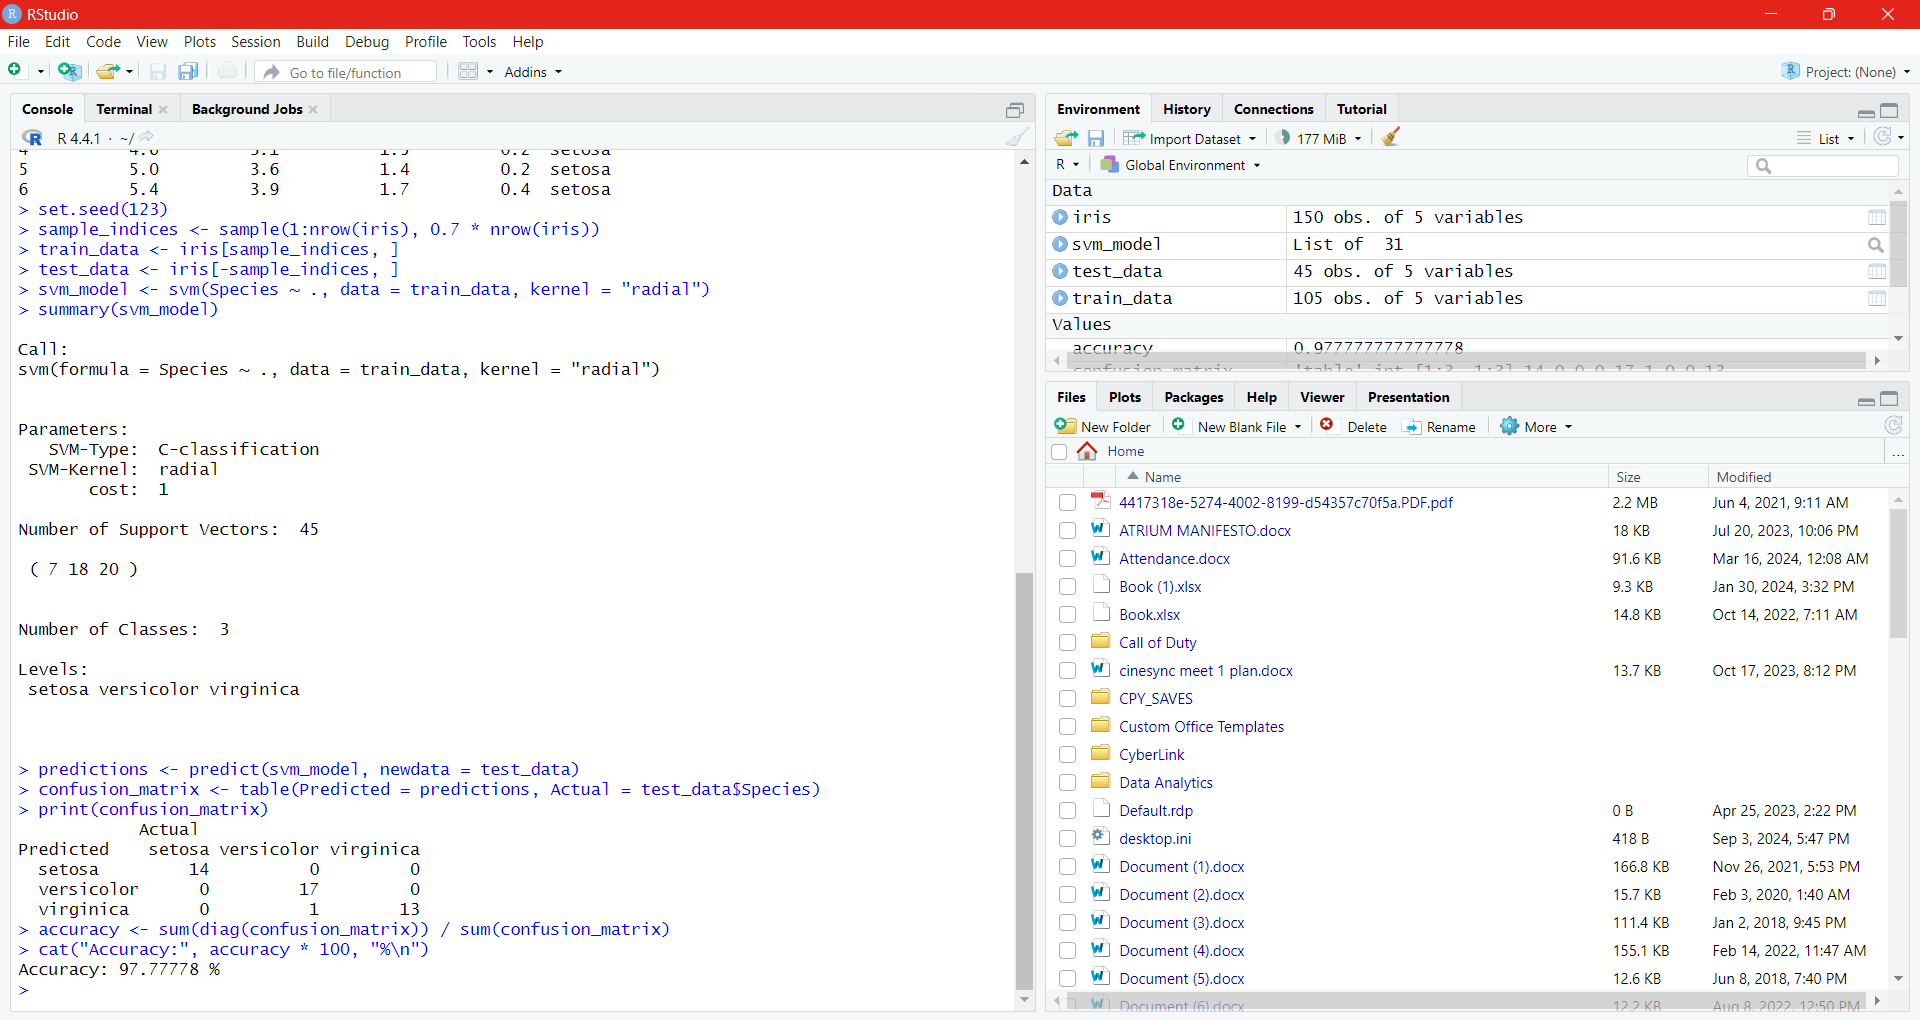 RStudio
File Edit Code View Plots Session Build Debug Profile Tools Help
Go to file/function Addins Project: (None)
Console Terminal Background Jobs
R 4.4.1 · ~/
5 5.0 3.6 1.4 0.2 setosa
6 5.4 3.9 1.7 0.4 setosa
> set.seed(123)
> sample_indices <- sample(1:nrow(iris), 0.7 * nrow(iris))
> train_data <- iris[sample_indices, ]
> test_data <- iris[-sample_indices, ]
> svm_model <- svm(Species ~ ., data = train_data, kernel = "radial")
> summary(svm_model)
Call:
svm(formula = Species ~ ., data = train_data, kernel = "radial")
Parameters:
SVM-Type: C-classification
SVM-Kernel: radial
cost: 1
Number of Support Vectors: 45
( 7 18 20 )
Number of Classes: 3
Levels:
setosa versicolor virginica
> predictions <- predict(svm_model, newdata = test_data)
> confusion_matrix <- table(Predicted = predictions, Actual = test_data$Species)
> print(confusion_matrix)
Actual
Predicted setosa versicolor virginica
setosa 14 0 0
versicolor 0 17 0
virginica 0 1 13
> accuracy <- sum(diag(confusion_matrix)) / sum(confusion_matrix)
> cat("Accuracy:", accuracy * 100, "%\n")
Accuracy: 97.77778 %
>
Environment History Connections Tutorial
Import Dataset 177 MiB List
R Global Environment
Data
iris 150 obs. of 5 variables
svm_model List of 31
test_data 45 obs. of 5 variables
train_data 105 obs. of 5 variables
Values
accuracy 0.977777777777778
Files Plots Packages Help Viewer Presentation
New Folder New Blank File Delete Rename More
Home ...
Name Size Modified
4417318e-5274-4002-8199-d54357c70f5a.PDF.pdf 2.2 MB Jun 4, 2021, 9:11 AM
ATRIUM MANIFESTO.docx 18 KB Jul 20, 2023, 10:06 PM
Attendance.docx 91.6 KB Mar 16, 2024, 12:08 AM
Book (1).xlsx 9.3 KB Jan 30, 2024, 3:32 PM
Book.xlsx 14.8 KB Oct 14, 2022, 7:11 AM
Call of Duty
cinesync meet 1 plan.docx 13.7 KB Oct 17, 2023, 8:12 PM
CPY_SAVES
Custom Office Templates
CyberLink
Data Analytics
Default.rdp 0 B Apr 25, 2023, 2:22 PM
desktop.ini 418 B Sep 3, 2024, 5:47 PM
Document (1).docx 166.8 KB Nov 26, 2021, 5:53 PM
Document (2).docx 15.7 KB Feb 3, 2020, 1:40 AM
Document (3).docx 111.4 KB Jan 2, 2018, 9:45 PM
Document (4).docx 155.1 KB Feb 14, 2022, 11:47 AM
Document (5).docx 12.6 KB Jun 8, 2018, 7:40 PM
Document (6).docx 12.2 KB Aug 8, 2022, 12:50 PM